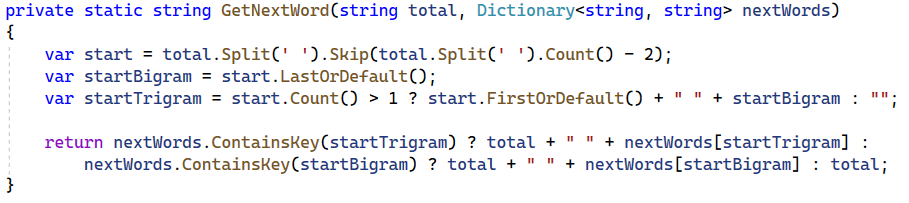 private static string GetNextWord(string total, Dictionary<string, string> nextWords)
{
    var start = total.Split(' ').Skip(total.Split(' ').Count() - 2);
    var startBigram = start.LastOrDefault();
    var startTrigram = start.Count() > 1 ? start.FirstOrDefault() + " " + startBigram : "";

    return nextWords.ContainsKey(startTrigram) ? total + " " + nextWords[startTrigram] :
        nextWords.ContainsKey(startBigram) ? total + " " + nextWords[startBigram] : total;
}